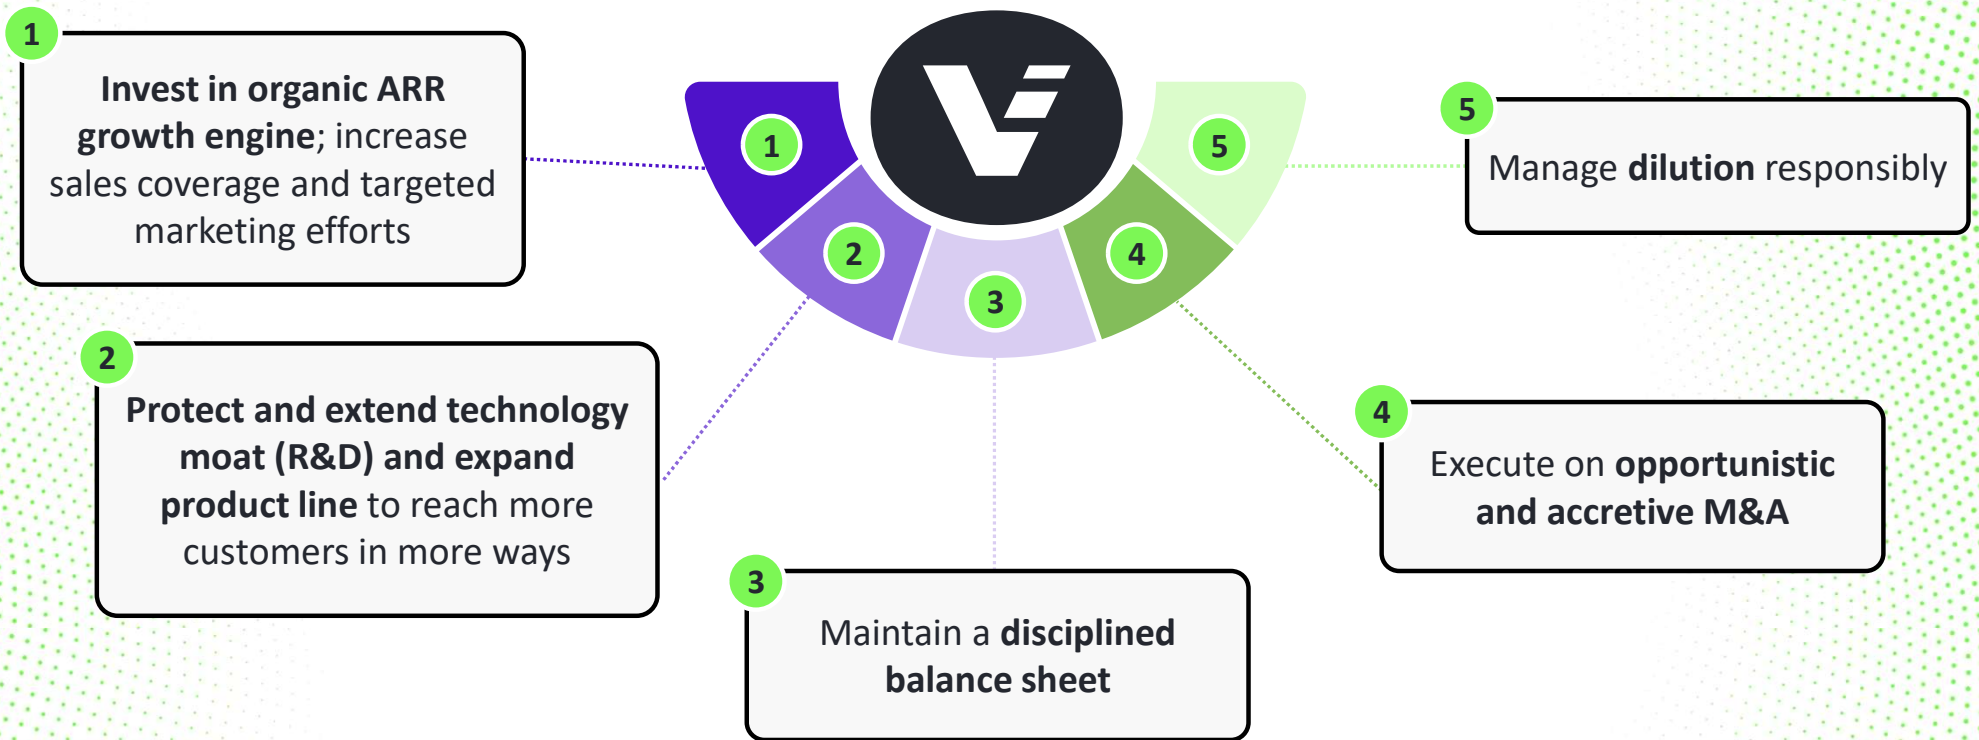 1
Invest in organic ARR
growth engine; increase
sales coverage and targeted
marketing efforts
2
Protect and extend technology
moat (R&D) and expand
product line to reach more
customers in more ways
3
Maintain a disciplined
balance sheet
4
Execute on opportunistic
and accretive M&A
5
Manage dilution responsibly
1
2
3
4
5